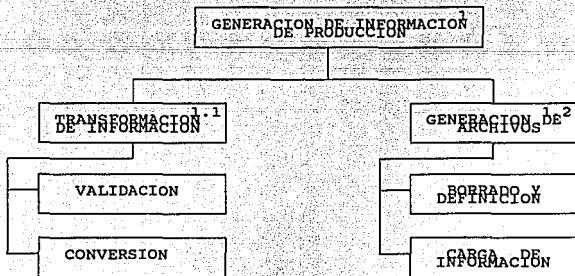 GENERACION DE INFORMACION 1
DE PRODUCCION
TRANSFORMACION 1.1
DE INFORMACION
GENERACION DE 1.2
ARCHIVOS
VALIDACION
BORRADO Y
DEFINICION
CONVERSION
CARGA DE
INFORMACION